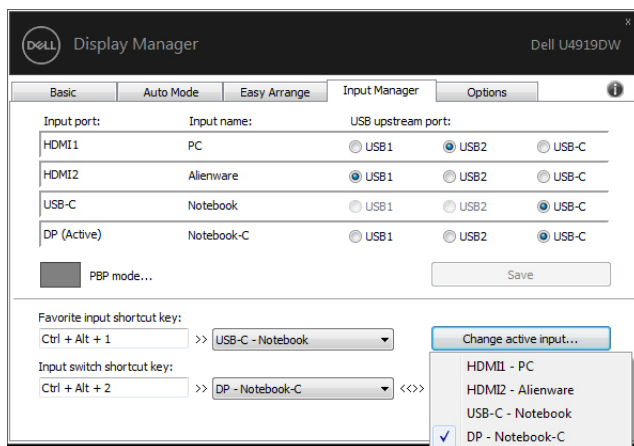 DELL Display Manager Dell U4919DW
Basic Auto Mode Easy Arrange Input Manager Options
Input port: Input name: USB upstream port:
HDMI1 PC USB1 USB2 USB-C
HDMI2 Alienware USB1 USB2 USB-C
USB-C Notebook USB1 USB2 USB-C
DP (Active) Notebook-C USB1 USB2 USB-C
PBP mode... Save
Favorite input shortcut key:
Ctrl + Alt + 1 >> USB-C - Notebook Change active input...
Input switch shortcut key:
Ctrl + Alt + 2 >> DP - Notebook-C <<>>
HDMI1 - PC
HDMI2 - Alienware
USB-C - Notebook
DP - Notebook-C